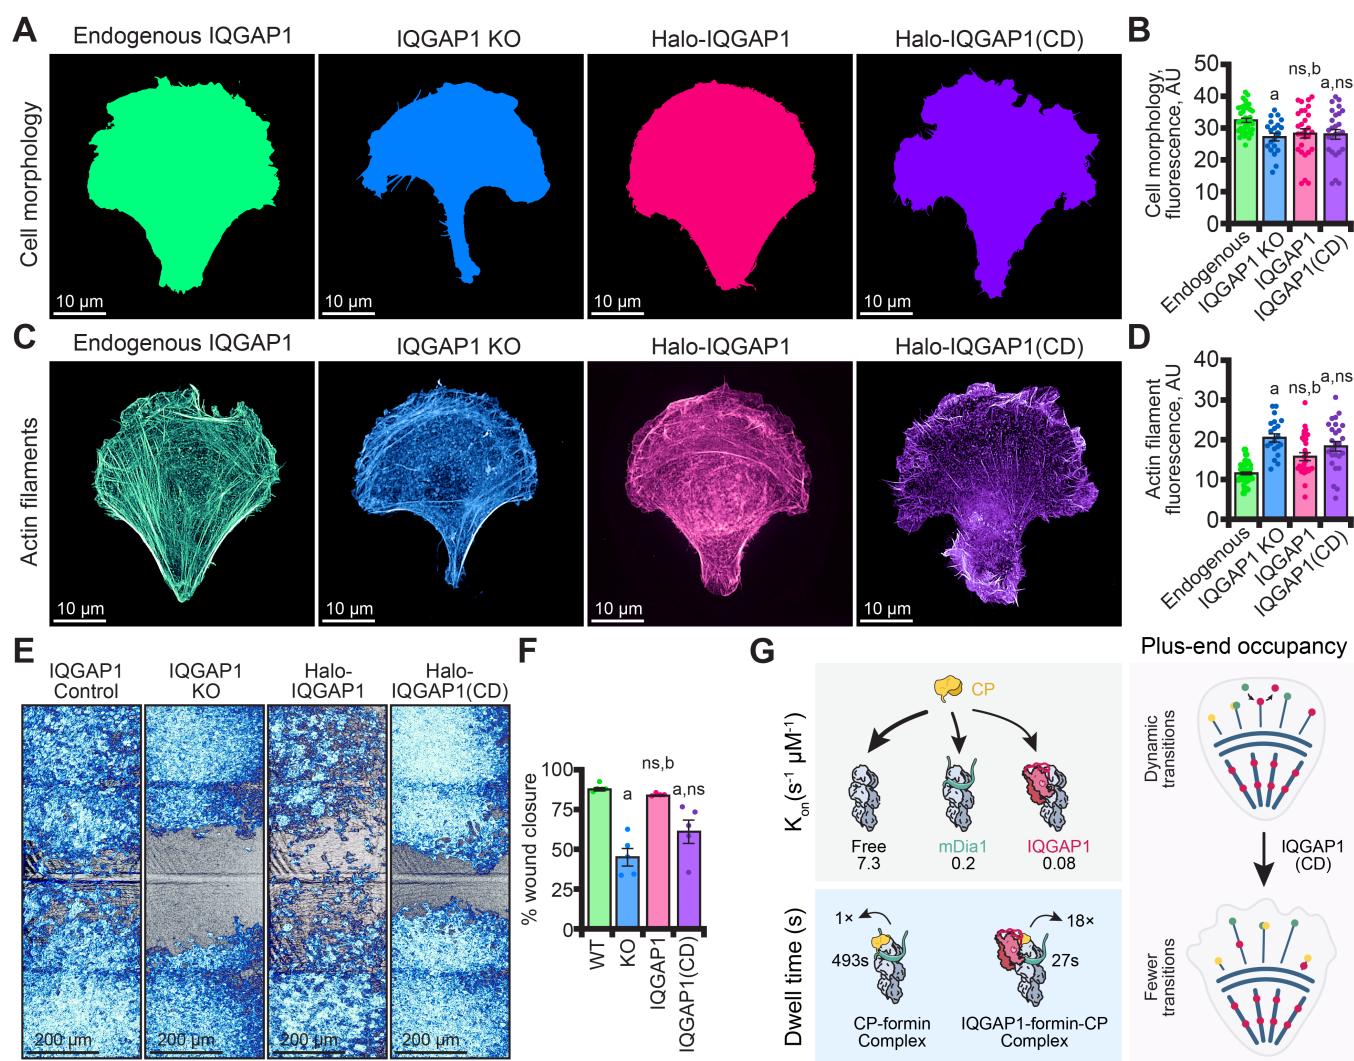 A
Endogenous IQGAP1
IQGAP1 KO
Halo-IQGAP1
Halo-IQGAP1(CD)
Cell morphology
10 µm
10 µm
10 µm
10 µm
B
Cell morphology,
fluorescence, AU
50
40
30
20
10
0
a
ns,b
a,ns
Endogenous
IQGAP1 KO
IQGAP1
IQGAP1(CD)
C
Endogenous IQGAP1
IQGAP1 KO
Halo-IQGAP1
Halo-IQGAP1(CD)
Actin filaments
10 µm
10 µm
10 µm
10 µm
D
Actin filament
fluorescence, AU
40
30
20
10
0
a
ns,b
a,ns
Endogenous
IQGAP1 KO
IQGAP1
IQGAP1(CD)
E
IQGAP1
Control
IQGAP1
KO
Halo-
IQGAP1
Halo-
IQGAP1(CD)
200 µm
200 µm
200 µm
200 µm
F
% wound closure
100
75
50
25
0
a
ns,b
a,ns
WT
KO
IQGAP1
IQGAP1(CD)
G
Kon(s-1 µM-1)
CP
Free
7.3
mDia1
0.2
IQGAP1
0.08
Dwell time (s)
1×
493s
CP-formin
Complex
18×
27s
IQGAP1-formin-CP
Complex
Plus-end occupancy
Dynamic
transitions
IQGAP1
(CD)
Fewer
transitions